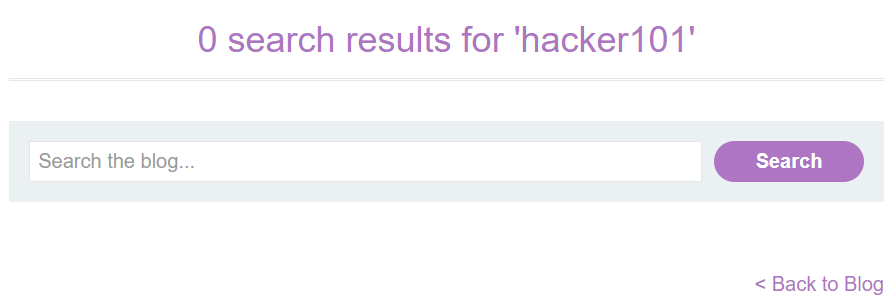 0 search results for 'hacker101'
Search the blog...
Search
< Back to Blog